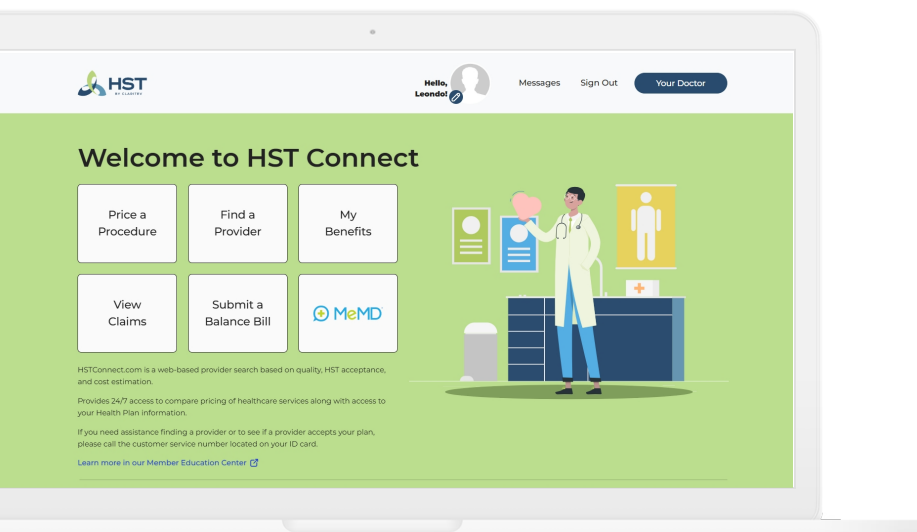 HST
BY CLARITEV
Hello,
Leondo!
Messages
Sign Out
Your Doctor
Welcome to HST Connect
Price a
Procedure
Find a
Provider
My
Benefits
View
Claims
Submit a
Balance Bill
MeMD
HSTConnect.com is a web-based provider search based on quality, HST acceptance,
and cost estimation.
Provides 24/7 access to compare pricing of healthcare services along with access to
your Health Plan information.
If you need assistance finding a provider or to see if a provider accepts your plan,
please call the customer service number located on your ID card.
Learn more in our Member Education Center